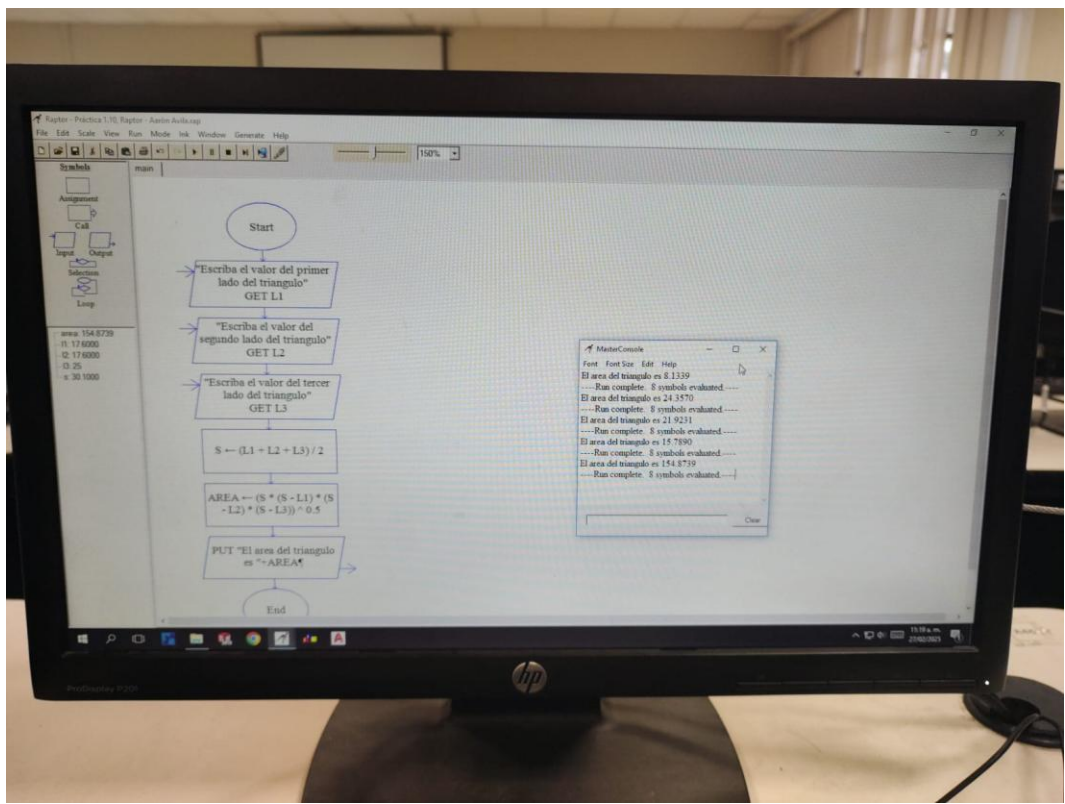 Raptor - Práctica 1.10, Raptor - Aarón Avila.rap
File Edit Scale View Run Mode Ink Window Generate Help
150%
Symbols
main
Assignment
Call
Input Output
Selection
Loop
area: 154.8739
l1: 17.6000
l2: 17.6000
l3: 25
s: 30.1000
Start
"Escriba el valor del primer
lado del triangulo"
GET L1
"Escriba el valor del
segundo lado del triangulo"
GET L2
"Escriba el valor del tercer
lado del triangulo"
GET L3
S ← (L1 + L2 + L3) / 2
AREA ← (S * (S - L1) * (S
- L2) * (S - L3)) ^ 0.5
PUT "El area del triangulo
es "+AREA¶
End
MasterConsole
Font Font Size Edit Help
El area del triangulo es 8.1339
----Run complete. 8 symbols evaluated.----
El area del triangulo es 24.3570
----Run complete. 8 symbols evaluated.----
El area del triangulo es 21.9231
----Run complete. 8 symbols evaluated.----
El area del triangulo es 15.7890
----Run complete. 8 symbols evaluated.----
El area del triangulo es 154.8739
----Run complete. 8 symbols evaluated.----
Clear
11:19 a. m.
27/02/2025
hp
ProDisplay P201